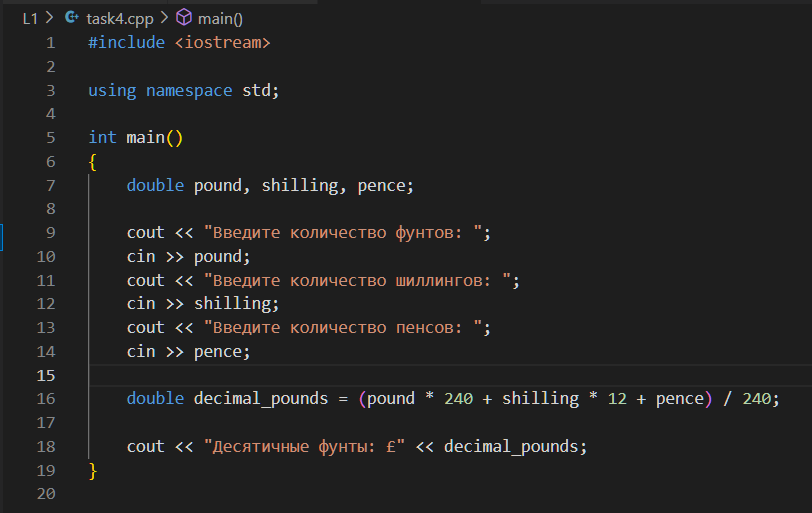 L1 > task4.cpp > main()
1 #include <iostream>
2
3 using namespace std;
4
5 int main()
6 {
7 double pound, shilling, pence;
8
9 cout << "Введите количество фунтов: ";
10 cin >> pound;
11 cout << "Введите количество шиллингов: ";
12 cin >> shilling;
13 cout << "Введите количество пенсов: ";
14 cin >> pence;
15
16 double decimal_pounds = (pound * 240 + shilling * 12 + pence) / 240;
17
18 cout << "Десятичные фунты: £" << decimal_pounds;
19 }
20